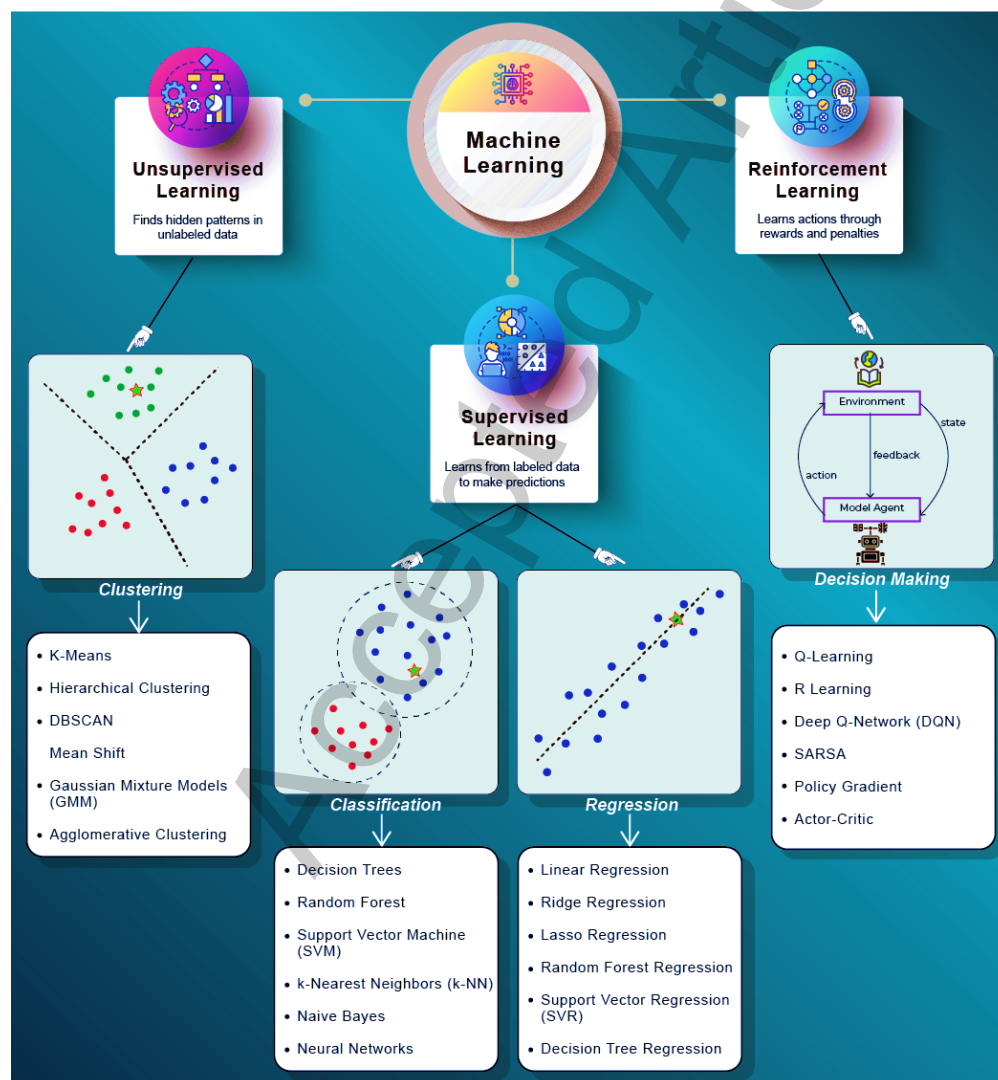 Machine
Learning
Unsupervised
Learning
Finds hidden patterns in
unlabeled data
Reinforcement
Learning
Learns actions through
rewards and penalties
Supervised
Learning
Learns from labeled data
to make predictions
Environment
state
feedback
action
Model Agent
Clustering
Decision Making
Classification
Regression
• K-Means
• Hierarchical Clustering
• DBSCAN
Mean Shift
• Gaussian Mixture Models
(GMM)
• Agglomerative Clustering
• Decision Trees
• Random Forest
• Support Vector Machine
(SVM)
• k-Nearest Neighbors (k-NN)
• Naive Bayes
• Neural Networks
• Linear Regression
• Ridge Regression
• Lasso Regression
• Random Forest Regression
• Support Vector Regression
(SVR)
• Decision Tree Regression
• Q-Learning
• R Learning
• Deep Q-Network (DQN)
• SARSA
• Policy Gradient
• Actor-Critic
Accepted